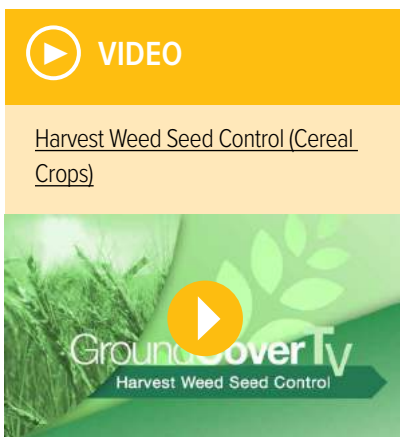 VIDEO
Harvest Weed Seed Control (Cereal
Crops)
GroundCover TV
Harvest Weed Seed Control